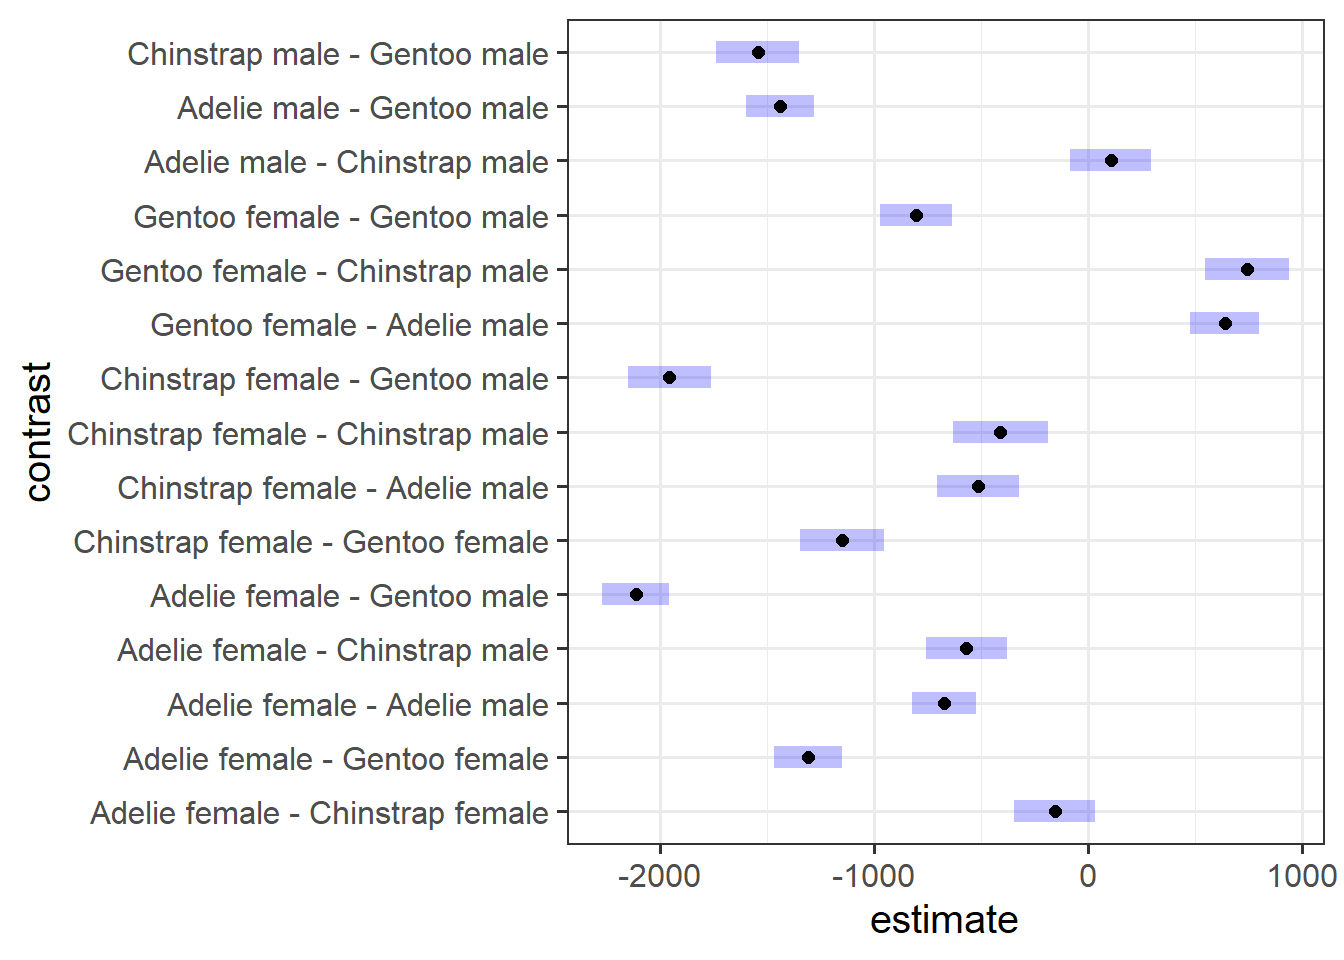 Chinstrap male - Gentoo male
Adelie male - Gentoo male
Adelie male - Chinstrap male
Gentoo female - Gentoo male
Gentoo female - Chinstrap male
Gentoo female - Adelie male
Chinstrap female - Gentoo male
Chinstrap female - Chinstrap male
Chinstrap female - Adelie male
Chinstrap female - Gentoo female
Adelie female - Gentoo male
Adelie female - Chinstrap male
Adelie female - Adelie male
Adelie female - Gentoo female
Adelie female - Chinstrap female
contrast
-2000 -1000 0 1000
estimate